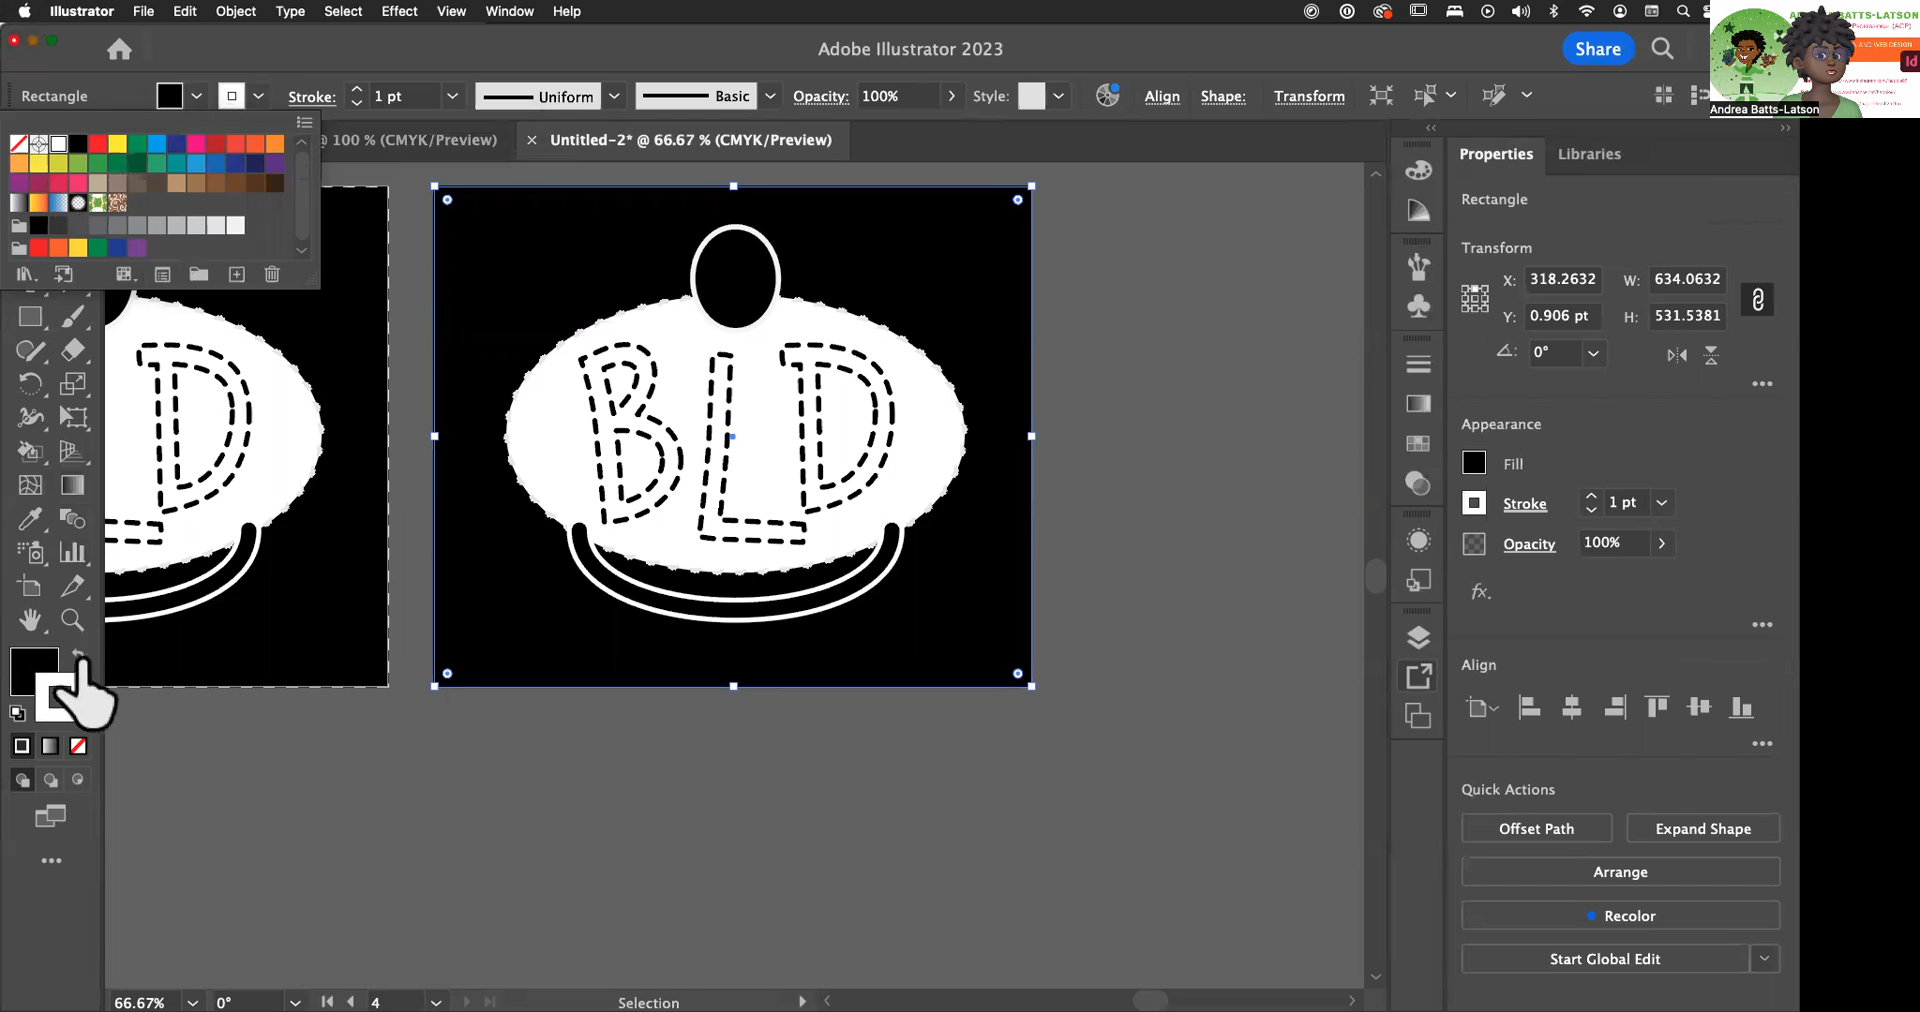 Illustrator File Edit Object Type Select Effect View Window Help
Adobe Illustrator 2023
Share
Rectangle Stroke: 1 pt Uniform Basic Opacity: 100% Style: Align Shape: Transform
Andrea Batts-Latson
AND WEB DESIGN
Id
@ 100 % (CMYK/Preview)
× Untitled-2* @ 66.67 % (CMYK/Preview)
Properties Libraries
Rectangle
Transform
X: 318.2632 W: 634.0632
Y: 0.906 pt H: 531.5381
0°
Appearance
Fill
Stroke 1 pt
Opacity 100%
fx.
Align
Quick Actions
Offset Path Expand Shape
Arrange
Recolor
Start Global Edit
D
BLD
66.67% 0° 4 Selection